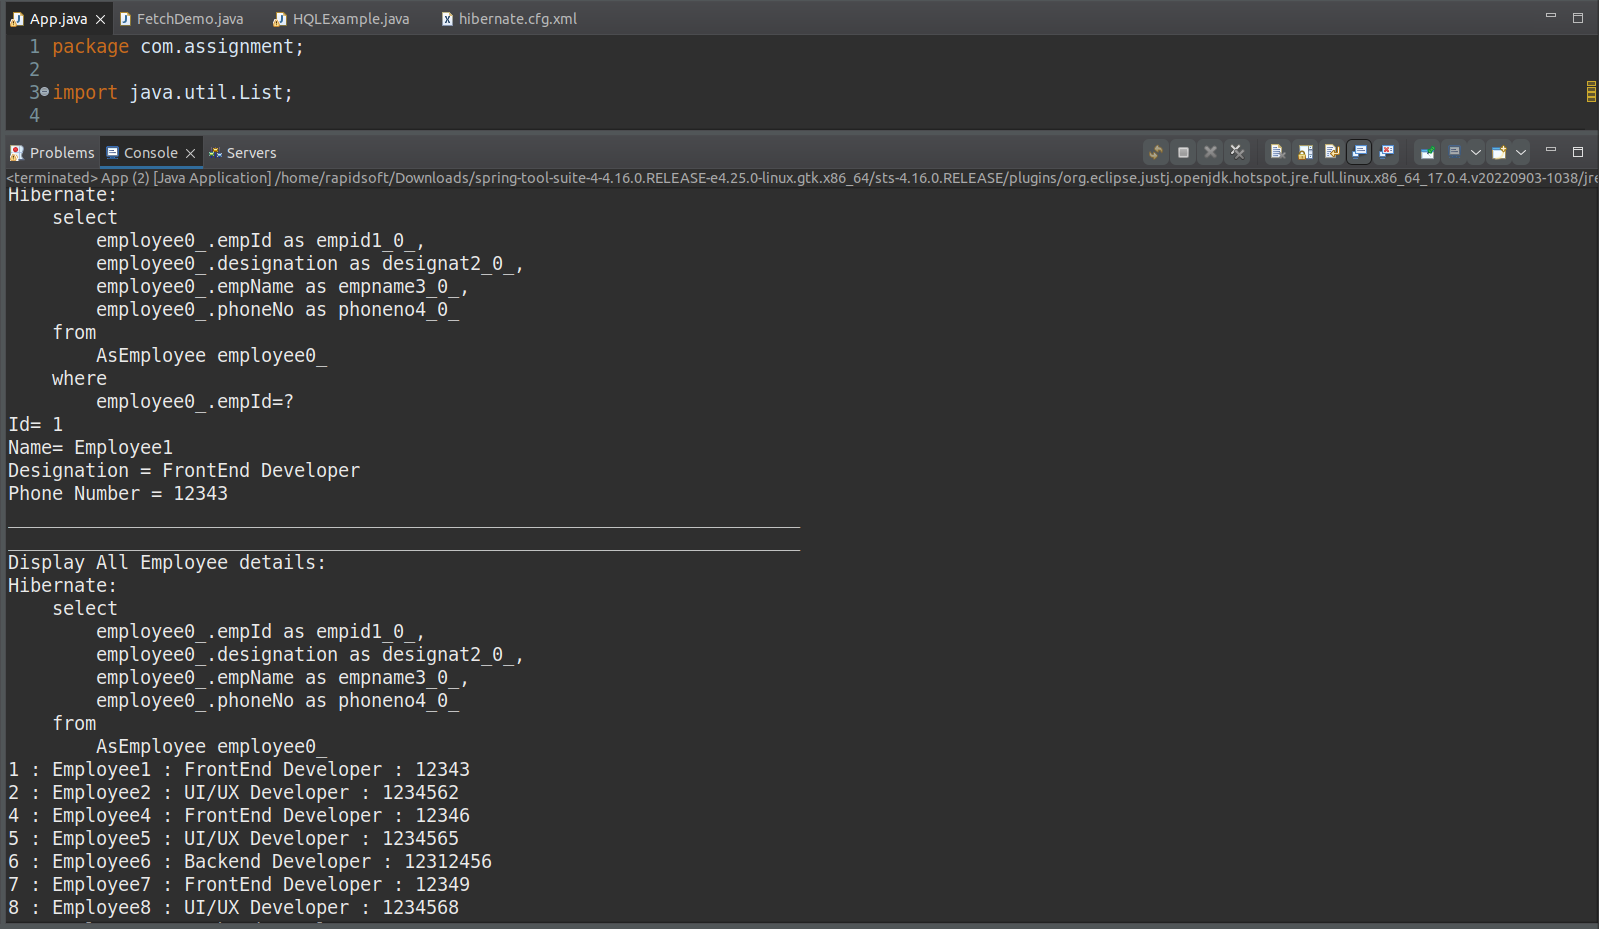 App.java FetchDemo.java HQLExample.java hibernate.cfg.xml
1 package com.assignment;
2
3 import java.util.List;
4
Problems Console Servers
<terminated> App (2) [Java Application] /home/rapidsoft/Downloads/spring-tool-suite-4-4.16.0.RELEASE-e4.25.0-linux.gtk.x86_64/sts-4.16.0.RELEASE/plugins/org.eclipse.justj.openjdk.hotspot.jre.full.linux.x86_64_17.0.4.v20220903-1038/jre
Hibernate:
    select
        employee0_.empId as empid1_0_,
        employee0_.designation as designat2_0_,
        employee0_.empName as empname3_0_,
        employee0_.phoneNo as phoneno4_0_
    from
        AsEmployee employee0_
    where
        employee0_.empId=?
Id= 1
Name= Employee1
Designation = FrontEnd Developer
Phone Number = 12343
________________________________________________________________________
________________________________________________________________________
Display All Employee details:
Hibernate:
    select
        employee0_.empId as empid1_0_,
        employee0_.designation as designat2_0_,
        employee0_.empName as empname3_0_,
        employee0_.phoneNo as phoneno4_0_
    from
        AsEmployee employee0_
1 : Employee1 : FrontEnd Developer : 12343
2 : Employee2 : UI/UX Developer : 1234562
4 : Employee4 : FrontEnd Developer : 12346
5 : Employee5 : UI/UX Developer : 1234565
6 : Employee6 : Backend Developer : 12312456
7 : Employee7 : FrontEnd Developer : 12349
8 : Employee8 : UI/UX Developer : 1234568